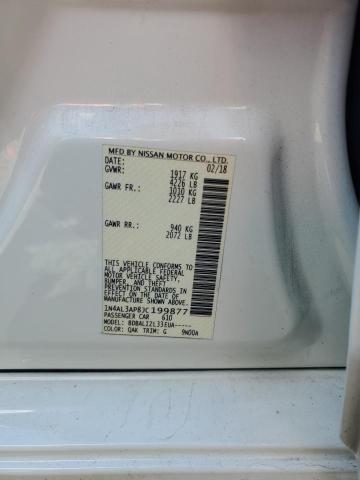 MFD BY NISSAN MOTOR CO., LTD.
DATE: 02/18
GVWR: 1917 KG
4226 LB
GAWR FR.: 1010 KG
2227 LB
GAWR RR.: 940 KG
2072 LB
THIS VEHICLE CONFORMS TO ALL
APPLICABLE FEDERAL
MOTOR VEHICLE SAFETY,
BUMPER, AND THEFT
PREVENTION STANDARDS IN
EFFECT ON THE DATE OF
MANUFACTURE SHOWN ABOVE.
1N4AL3AP8JC199877
PASSENGER CAR 610
MODEL: BDBALI2L33EUA-----
COLOR: QAK TRIM: G 9N00A